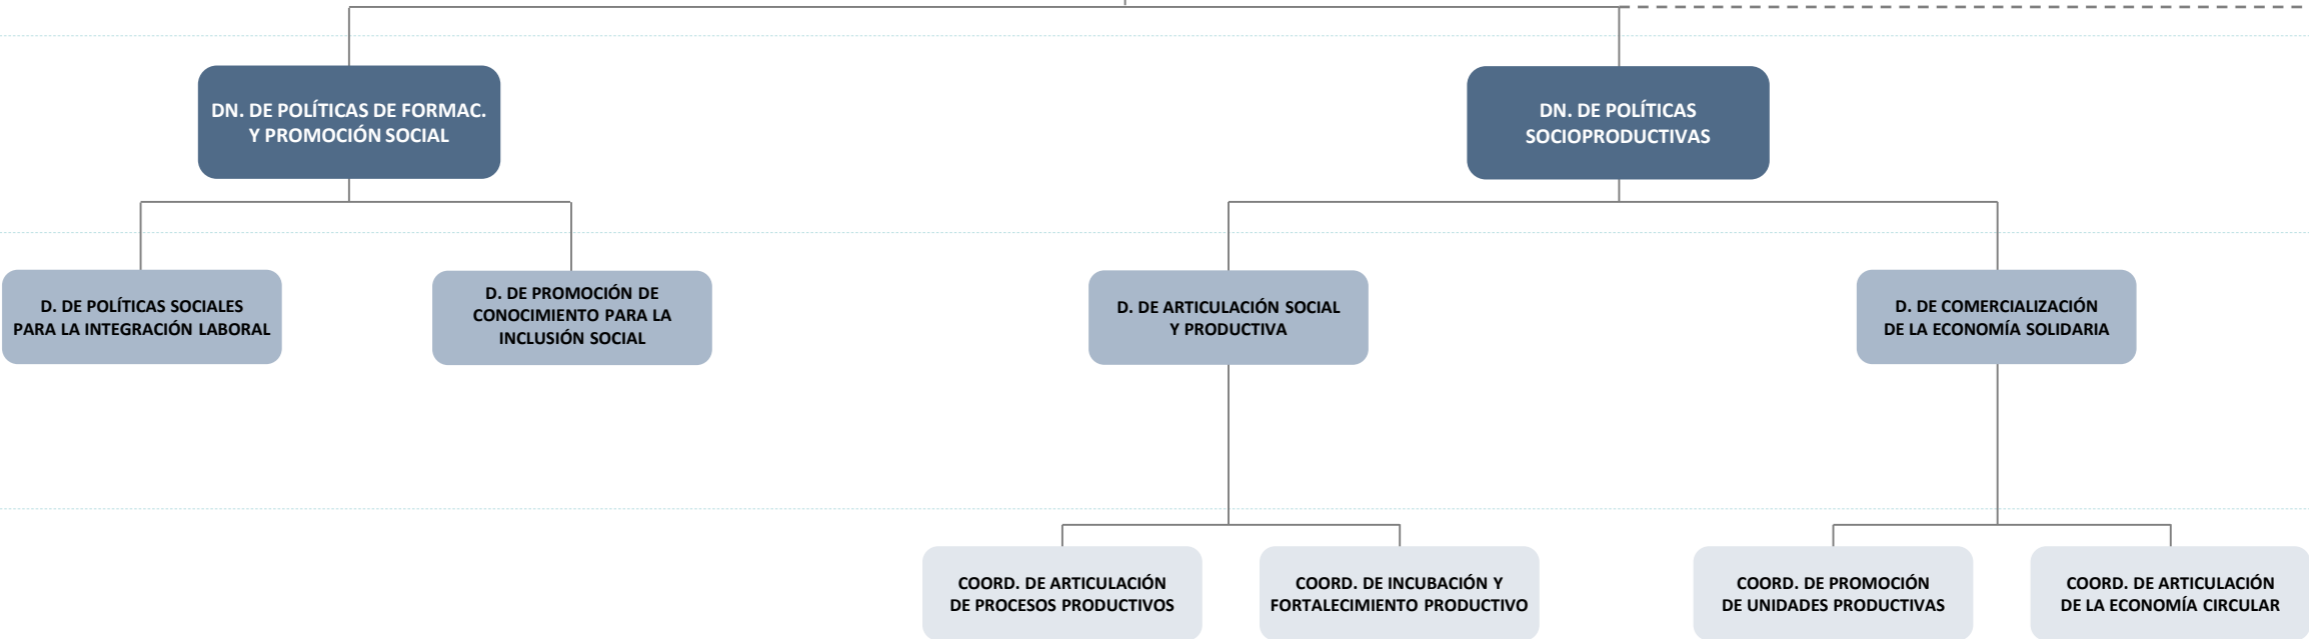 DN. DE POLÍTICAS DE FORMAC.
Y PROMOCIÓN SOCIAL
DN. DE POLÍTICAS
SOCIOPRODUCTIVAS
D. DE POLÍTICAS SOCIALES
PARA LA INTEGRACIÓN LABORAL
D. DE PROMOCIÓN DE
CONOCIMIENTO PARA LA
INCLUSIÓN SOCIAL
D. DE ARTICULACIÓN SOCIAL
Y PRODUCTIVA
D. DE COMERCIALIZACIÓN
DE LA ECONOMÍA SOLIDARIA
COORD. DE ARTICULACIÓN
DE PROCESOS PRODUCTIVOS
COORD. DE INCUBACIÓN Y
FORTALECIMIENTO PRODUCTIVO
COORD. DE PROMOCIÓN
DE UNIDADES PRODUCTIVAS
COORD. DE ARTICULACIÓN
DE LA ECONOMÍA CIRCULAR